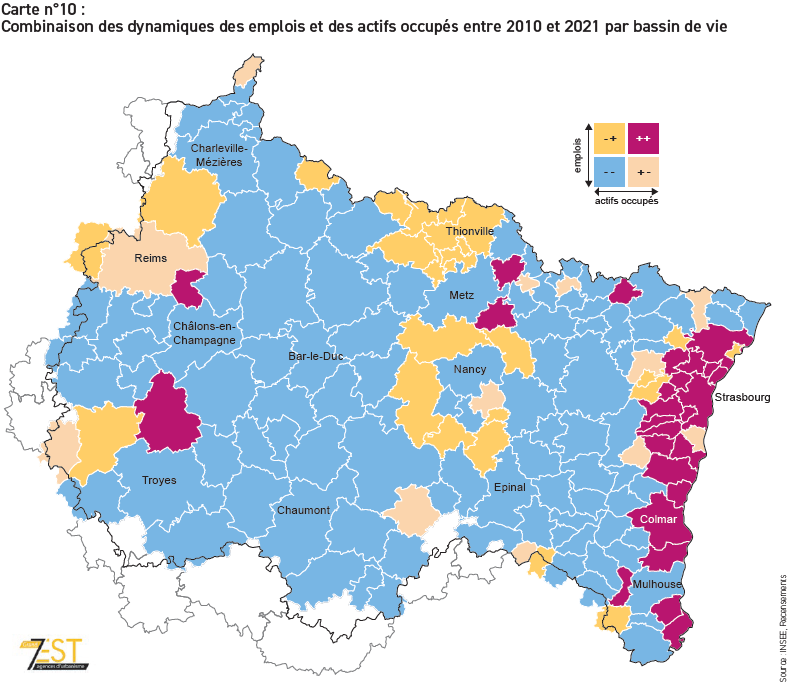 Carte n°10 :
Combinaison des dynamiques des emplois et des actifs occupés entre 2010 et 2021 par bassin de vie
emplois
-+ ++
-- +-
actifs occupés
Charleville-
Mézières
Thionville
Reims
Metz
Châlons-en-
Champagne
Bar-le-Duc
Nancy
Strasbourg
Troyes
Epinal
Chaumont
Colmar
Mulhouse
7EST
agences d'urbanisme
Source : INSEE, Recensements